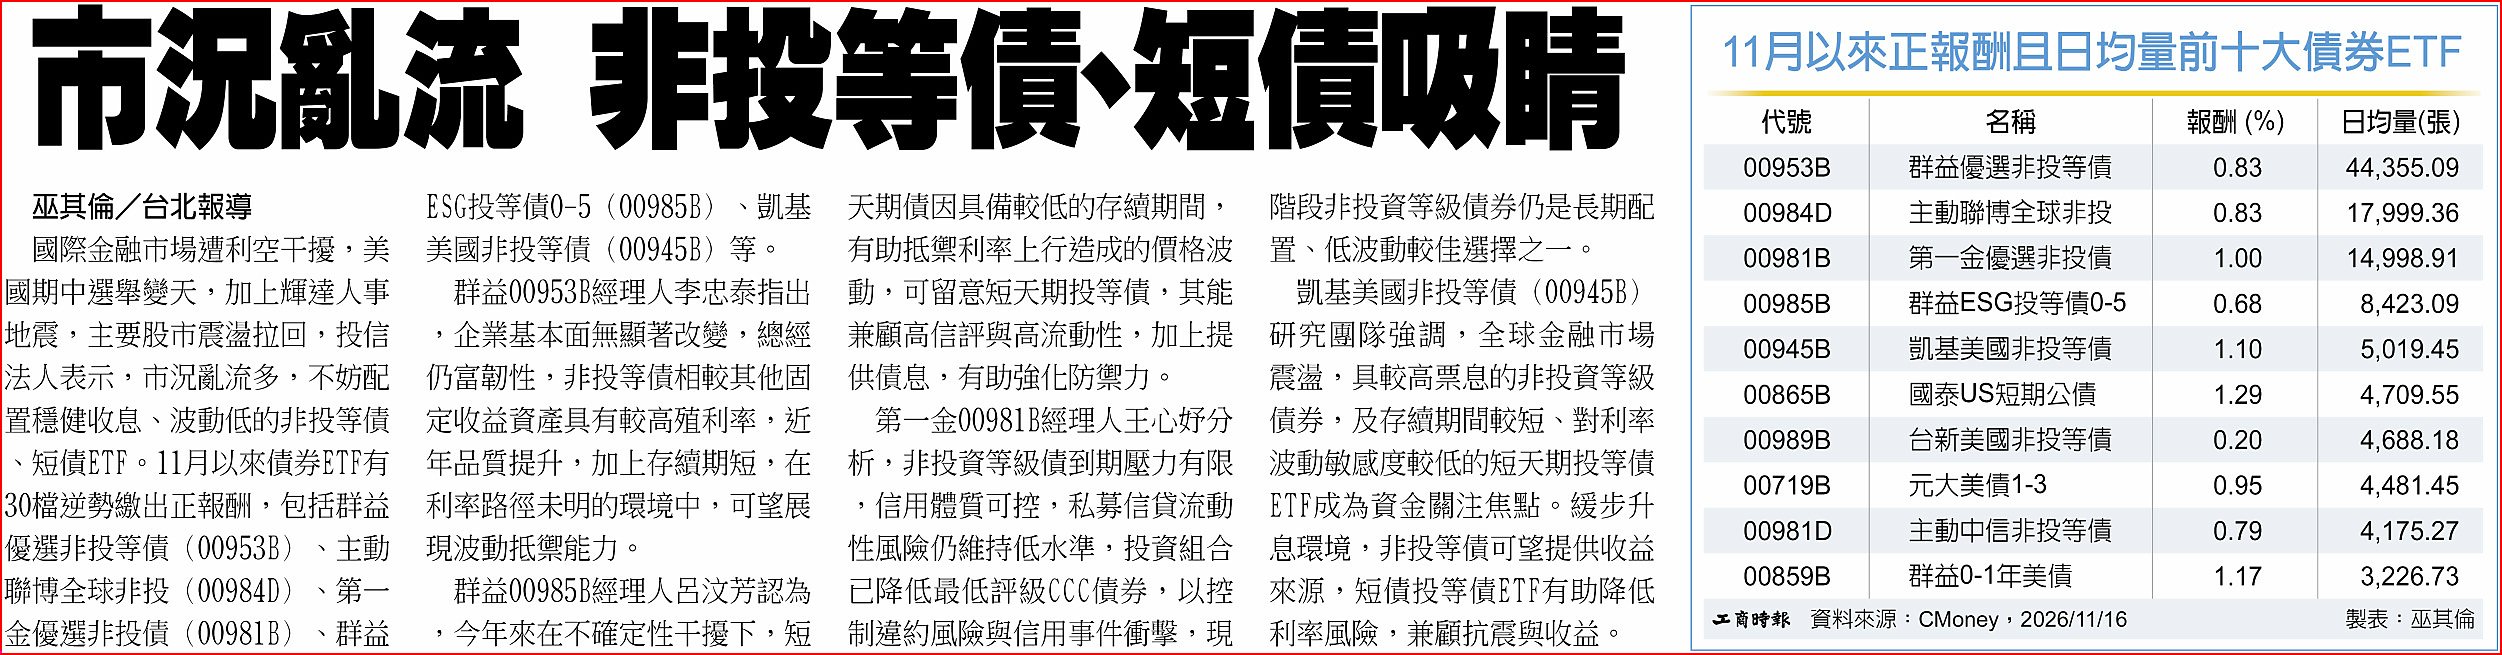 市況亂流 非投等債、短債吸睛
巫其倫／台北報導
國際金融市場遭利空干擾，美
國期中選舉變天，加上輝達人事
地震，主要股市震盪拉回，投信
法人表示，市況亂流多，不妨配
置穩健收息、波動低的非投等債
、短債ETF。11月以來債券ETF有
30檔逆勢繳出正報酬，包括群益
優選非投等債（00953B）、主動
聯博全球非投（00984D）、第一
金優選非投債（00981B）、群益
ESG投等債0-5（00985B）、凱基
美國非投等債（00945B）等。
群益00953B經理人李忠泰指出
，企業基本面無顯著改變，總經
仍富韌性，非投等債相較其他固
定收益資產具有較高殖利率，近
年品質提升，加上存續期短，在
利率路徑未明的環境中，可望展
現波動抵禦能力。
群益00985B經理人呂汶芳認為
，今年來在不確定性干擾下，短
天期債因具備較低的存續期間，
有助抵禦利率上行造成的價格波
動，可留意短天期投等債，其能
兼顧高信評與高流動性，加上提
供債息，有助強化防禦力。
第一金00981B經理人王心妤分
析，非投資等級債到期壓力有限
，信用體質可控，私募信貸流動
性風險仍維持低水準，投資組合
已降低最低評級CCC債券，以控
制違約風險與信用事件衝擊，現
階段非投資等級債券仍是長期配
置、低波動較佳選擇之一。
凱基美國非投等債（00945B）
研究團隊強調，全球金融市場
震盪，具較高票息的非投資等級
債券，及存續期間較短、對利率
波動敏感度較低的短天期投等債
ETF成為資金關注焦點。緩步升
息環境，非投等債可望提供收益
來源，短債投等債ETF有助降低
利率風險，兼顧抗震與收益。
11月以來正報酬且日均量前十大債券ETF
代號 名稱 報酬 (%) 日均量(張)
00953B 群益優選非投等債 0.83 44,355.09
00984D 主動聯博全球非投 0.83 17,999.36
00981B 第一金優選非投債 1.00 14,998.91
00985B 群益ESG投等債0-5 0.68 8,423.09
00945B 凱基美國非投等債 1.10 5,019.45
00865B 國泰US短期公債 1.29 4,709.55
00989B 台新美國非投等債 0.20 4,688.18
00719B 元大美債1-3 0.95 4,481.45
00981D 主動中信非投等債 0.79 4,175.27
00859B 群益0-1年美債 1.17 3,226.73
工商時報 資料來源：CMoney，2026/11/16 製表：巫其倫